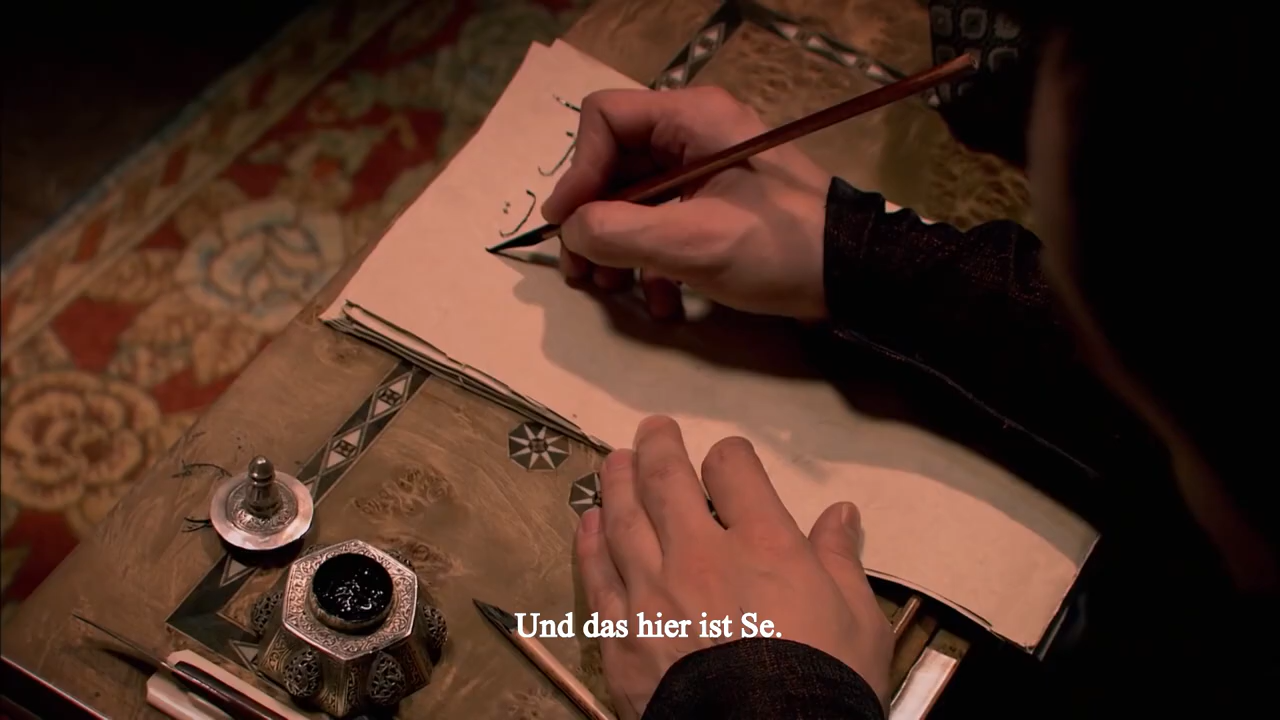 ا ب ت
Und das hier ist Se.